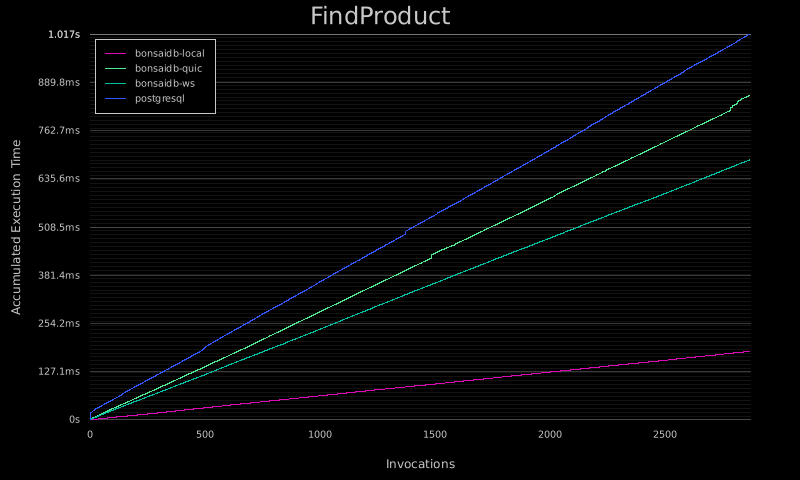 FindProduct
1.017s
bonsaidb-local
bonsaidb-quic
bonsaidb-ws
postgresql
889.8ms
762.7ms
635.6ms
508.5ms
381.4ms
254.2ms
127.1ms
0s
Accumulated Execution Time
0 500 1000 1500 2000 2500
Invocations